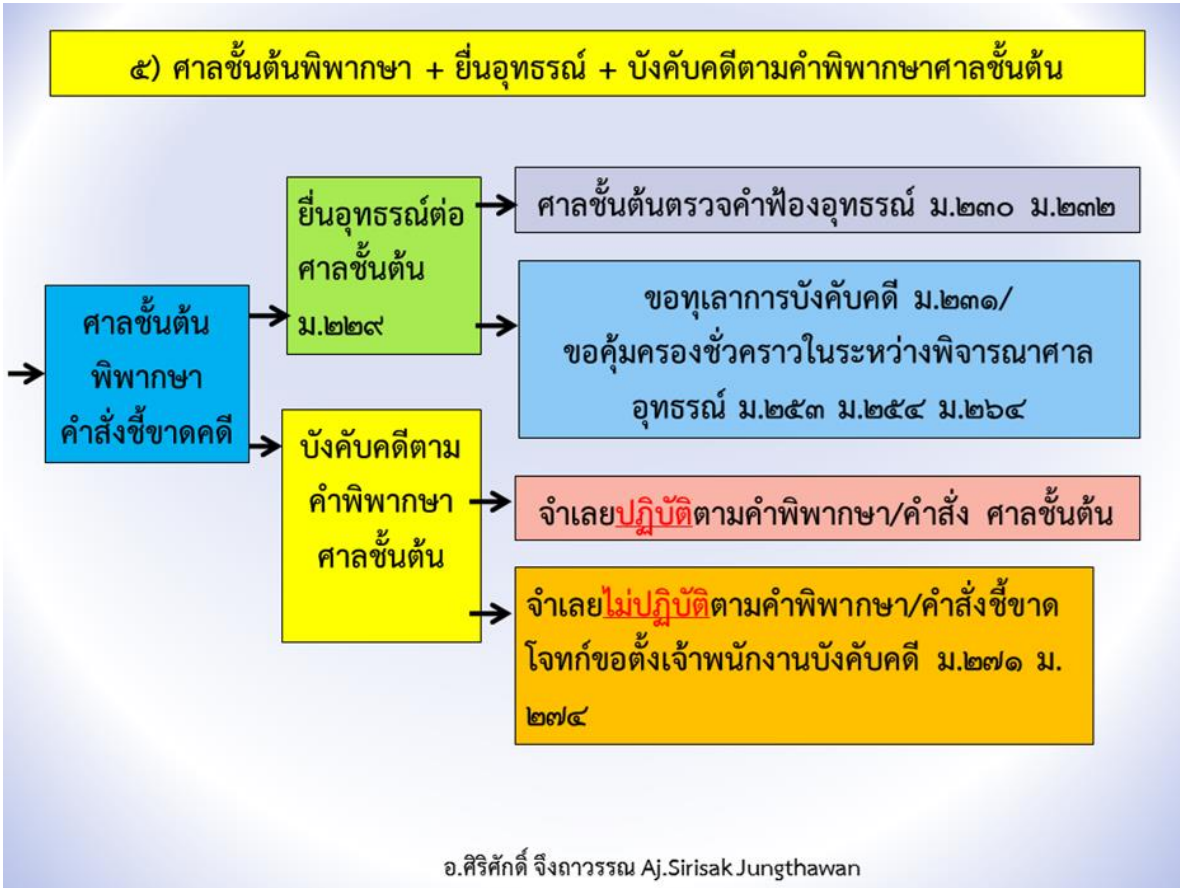 ๕) ศาลชั้นต้นพิพากษา + ยื่นอุทธรณ์ + บังคับคดีตามคำพิพากษาศาลชั้นต้น
ศาลชั้นต้น
พิพากษา
คำสั่งชี้ขาดคดี
ยื่นอุทธรณ์ต่อ
ศาลชั้นต้น
ม.๒๒๙
ศาลชั้นต้นตรวจคำฟ้องอุทธรณ์ ม.๒๓๐ ม.๒๓๒
ขอทุเลาการบังคับคดี ม.๒๓๑/
ขอคุ้มครองชั่วคราวในระหว่างพิจารณาศาล
อุทธรณ์ ม.๒๕๓ ม.๒๕๔ ม.๒๖๔
บังคับคดีตาม
คำพิพากษา
ศาลชั้นต้น
จำเลยปฏิบัติตามคำพิพากษา/คำสั่ง ศาลชั้นต้น
จำเลยไม่ปฏิบัติตามคำพิพากษา/คำสั่งชี้ขาด
โจทก์ขอตั้งเจ้าพนักงานบังคับคดี ม.๒๗๑ ม.
๒๗๔
อ.ศิริศักดิ์ จึงถาวรรณ Aj.Sirisak Jungthawan